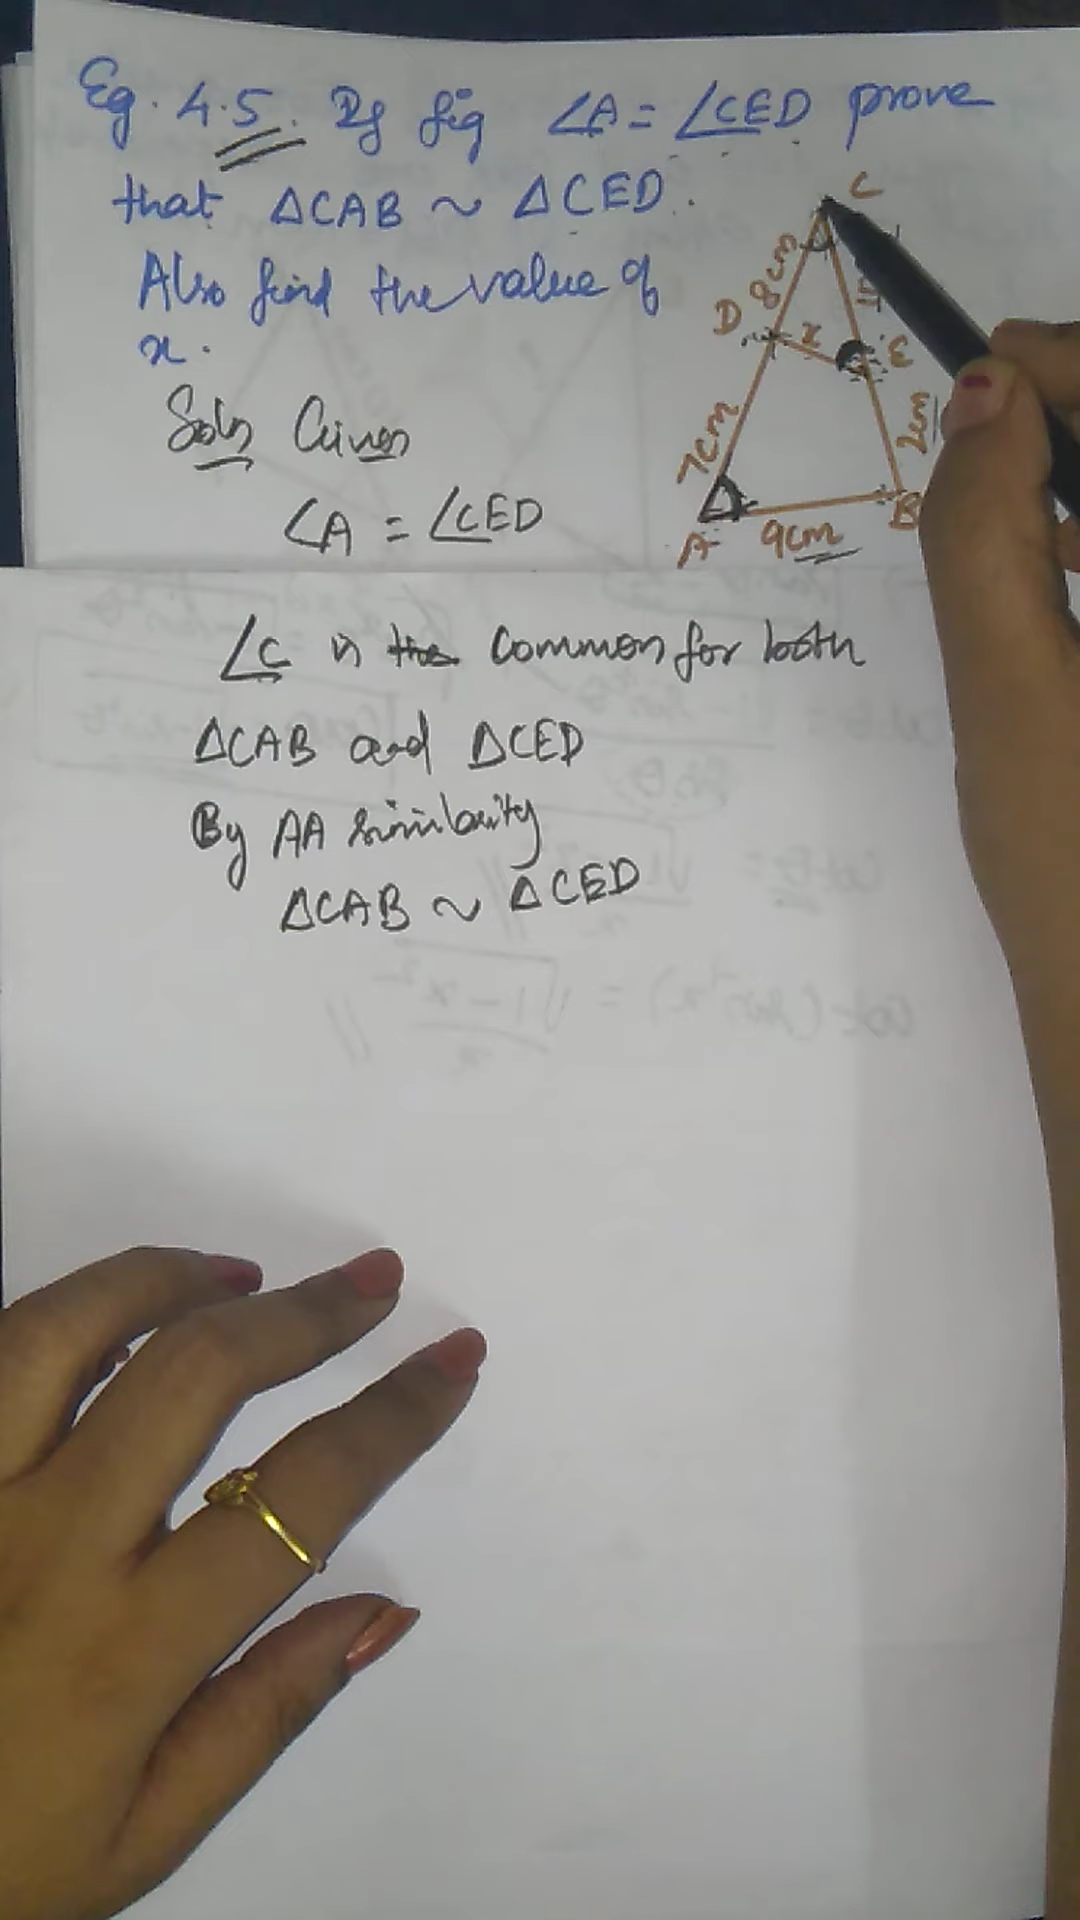 Eg. 4.5. If fig ∠A = ∠CED prove
that ΔCAB ~ ΔCED.
Also find the value of
x.
C
8cm
D
x
E
7cm
2cm
A
9cm
B
Soln Given
∠A = ∠CED
∠C is the common for both
ΔCAB and ΔCED
By AA similarity
ΔCAB ~ ΔCED